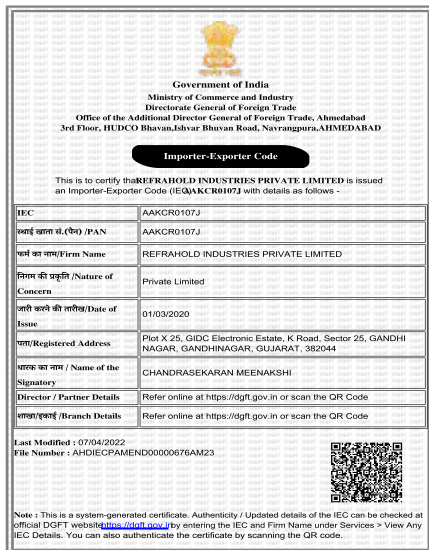 Government of India
Ministry of Commerce and Industry
Directorate General of Foreign Trade
Office of the Additional Director General of Foreign Trade, Ahmedabad
3rd Floor, HUDCO Bhavan,Ishvar Bhuvan Road, Navrangpura,AHMEDABAD
Importer-Exporter Code
This is to certify thatREFRAHOLD INDUSTRIES PRIVATE LIMITED is issued
an Importer-Exporter Code (IEC)AAKCR0107J with details as follows -
IEC AAKCR0107J
स्थाई खाता सं.(पैन) /PAN AAKCR0107J
फर्म का नाम/Firm Name REFRAHOLD INDUSTRIES PRIVATE LIMITED
निगम की प्रकृति /Nature of
Concern Private Limited
जारी करने की तारीख/Date of
Issue 01/03/2020
पता/Registered Address Plot X 25, GIDC Electronic Estate, K Road, Sector 25, GANDHI
NAGAR, GANDHINAGAR, GUJARAT, 382044
धारक का नाम / Name of the
Signatory CHANDRASEKARAN MEENAKSHI
Director / Partner Details Refer online at https://dgft.gov.in or scan the QR Code
शाखा/इकाई /Branch Details Refer online at https://dgft.gov.in or scan the QR Code
Last Modified : 07/04/2022
File Number : AHDIECPAMEND00000676AM23
Note : This is a system-generated certificate. Authenticity / Updated details of the IEC can be checked at
official DGFT website https://dgft.gov.in by entering the IEC and Firm Name under Services > View Any
IEC Details. You can also authenticate the certificate by scanning the QR code.